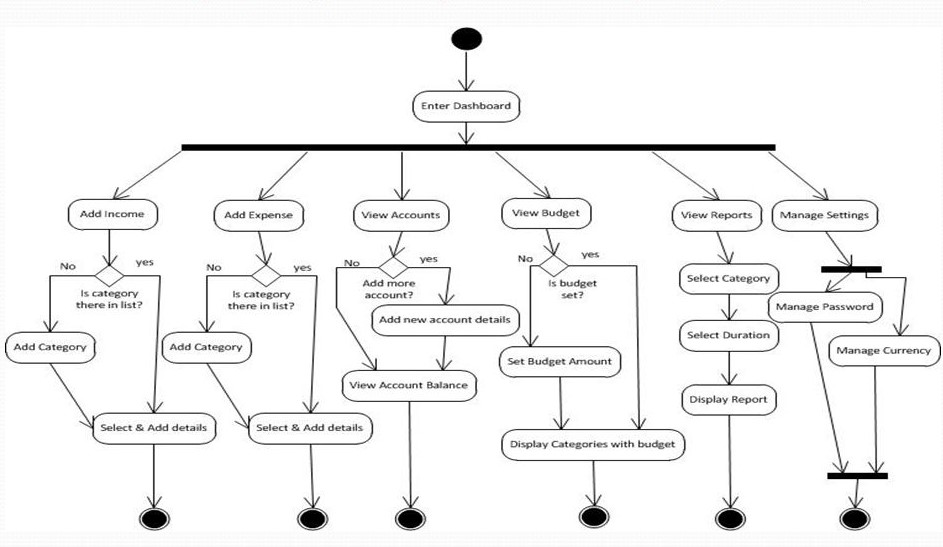 Enter Dashboard
Add Income
Add Expense
View Accounts
View Budget
View Reports
Manage Settings
No
yes
Is category
there in list?
No
yes
Is category
there in list?
No
yes
Add more
account?
No
yes
Is budget
set?
Select Category
Manage Password
Add new account details
Select Duration
Add Category
Add Category
Manage Currency
Set Budget Amount
View Account Balance
Display Report
Select & Add details
Select & Add details
Display Categories with budget